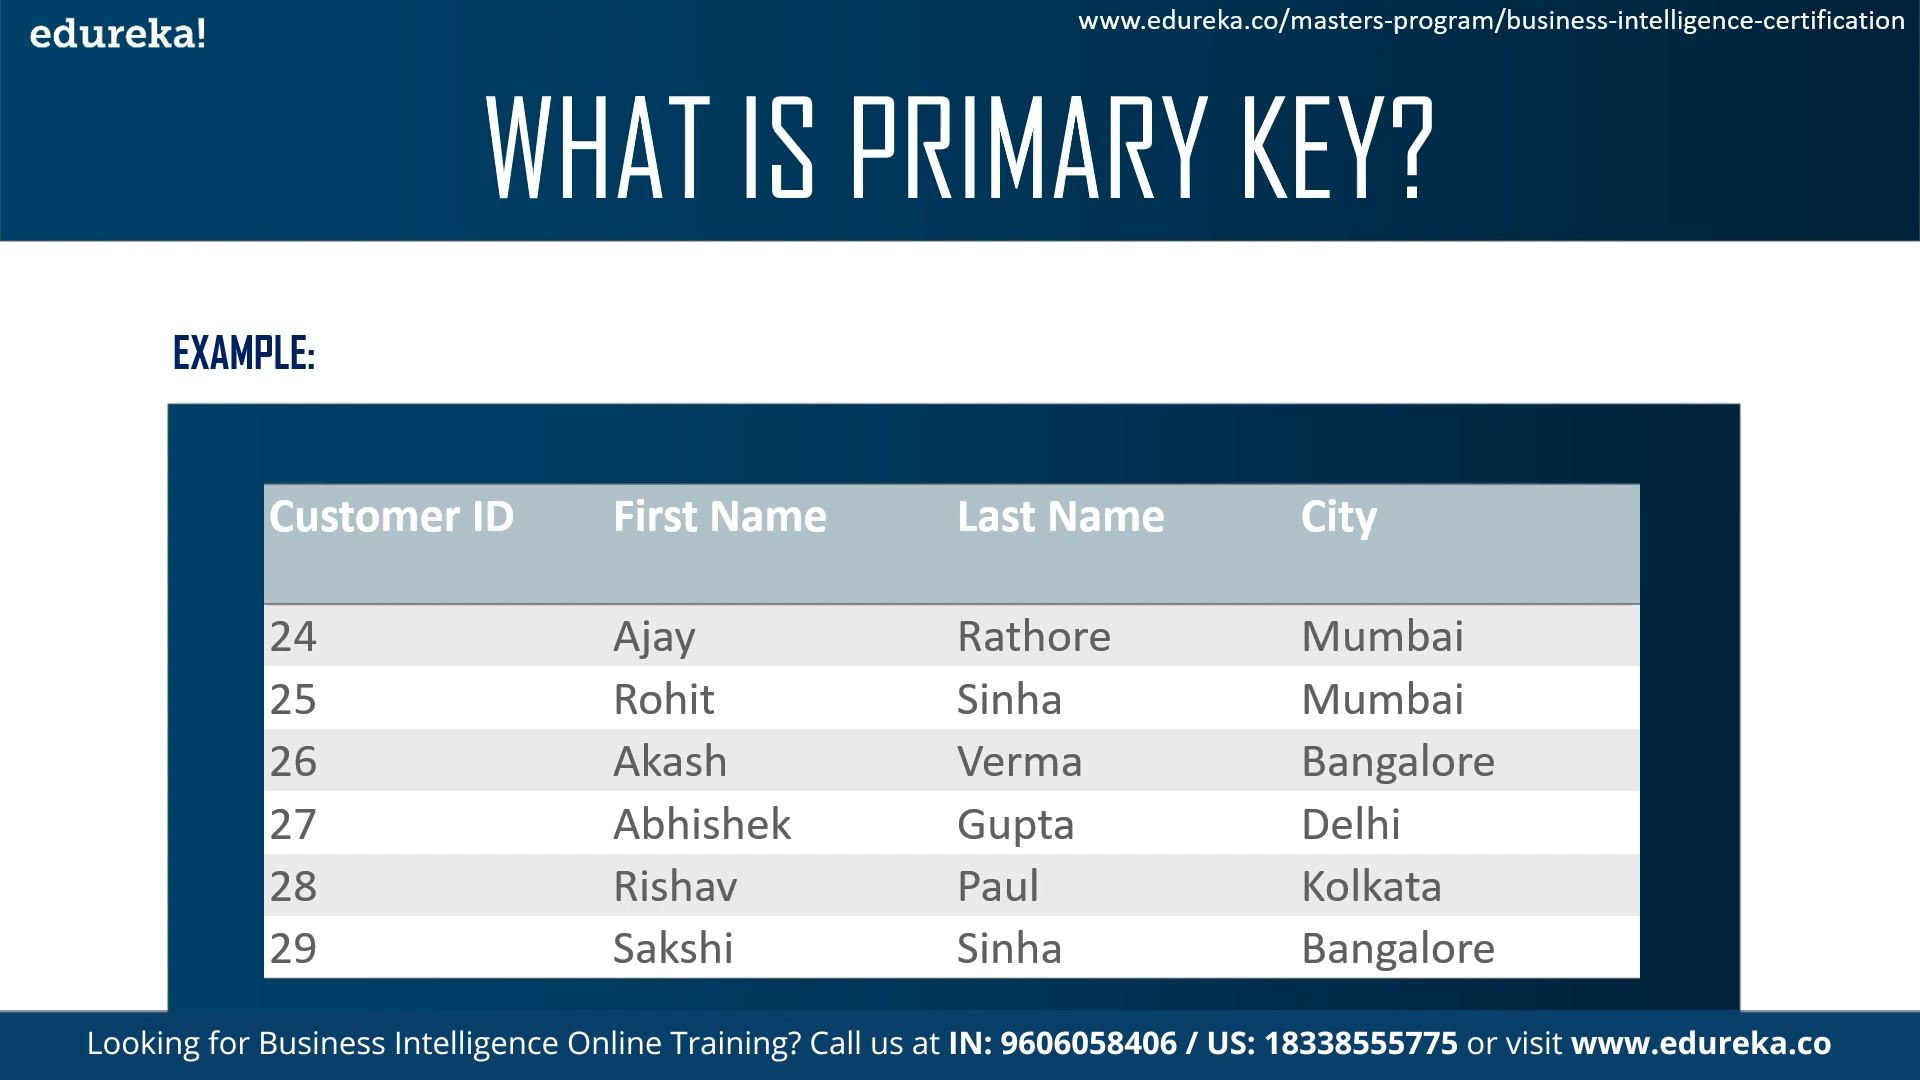 edureka!
www.edureka.co/masters-program/business-intelligence-certification
WHAT IS PRIMARY KEY?
EXAMPLE:
Customer ID First Name Last Name City
24 Ajay Rathore Mumbai
25 Rohit Sinha Mumbai
26 Akash Verma Bangalore
27 Abhishek Gupta Delhi
28 Rishav Paul Kolkata
29 Sakshi Sinha Bangalore
Looking for Business Intelligence Online Training? Call us at IN: 9606058406 / US: 18338555775 or visit www.edureka.co